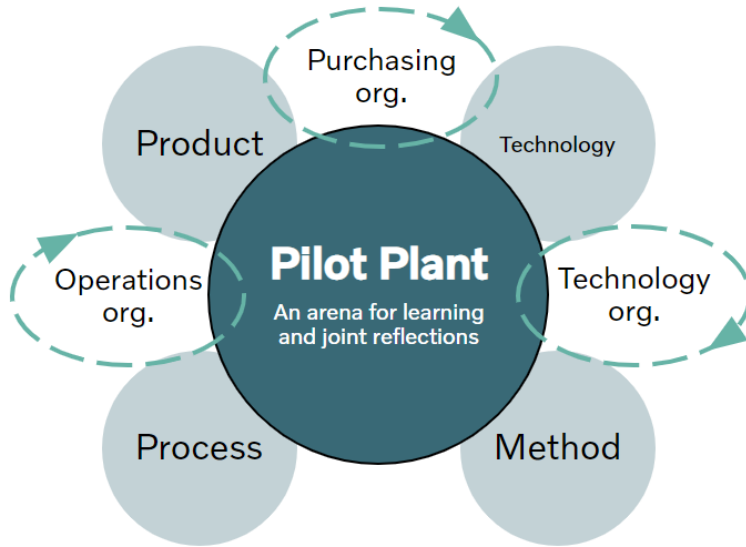 Purchasing
org.
Product
Technology
Operations
org.
Pilot Plant
An arena for learning
and joint reflections
Technology
org.
Process
Method